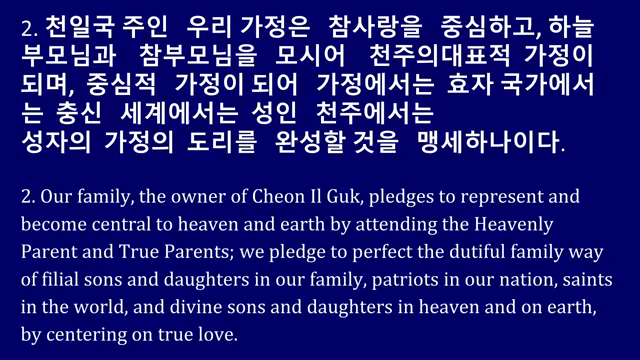 2. 천일국 주인 우리 가정은 참사랑을 중심하고, 하늘
부모님과 참부모님을 모시어 천주의대표적 가정이
되며, 중심적 가정이 되어 가정에서는 효자 국가에서
는 충신 세계에서는 성인 천주에서는
성자의 가정의 도리를 완성할 것을 맹세하나이다.
2. Our family, the owner of Cheon Il Guk, pledges to represent and
become central to heaven and earth by attending the Heavenly
Parent and True Parents; we pledge to perfect the dutiful family way
of filial sons and daughters in our family, patriots in our nation, saints
in the world, and divine sons and daughters in heaven and on earth,
by centering on true love.